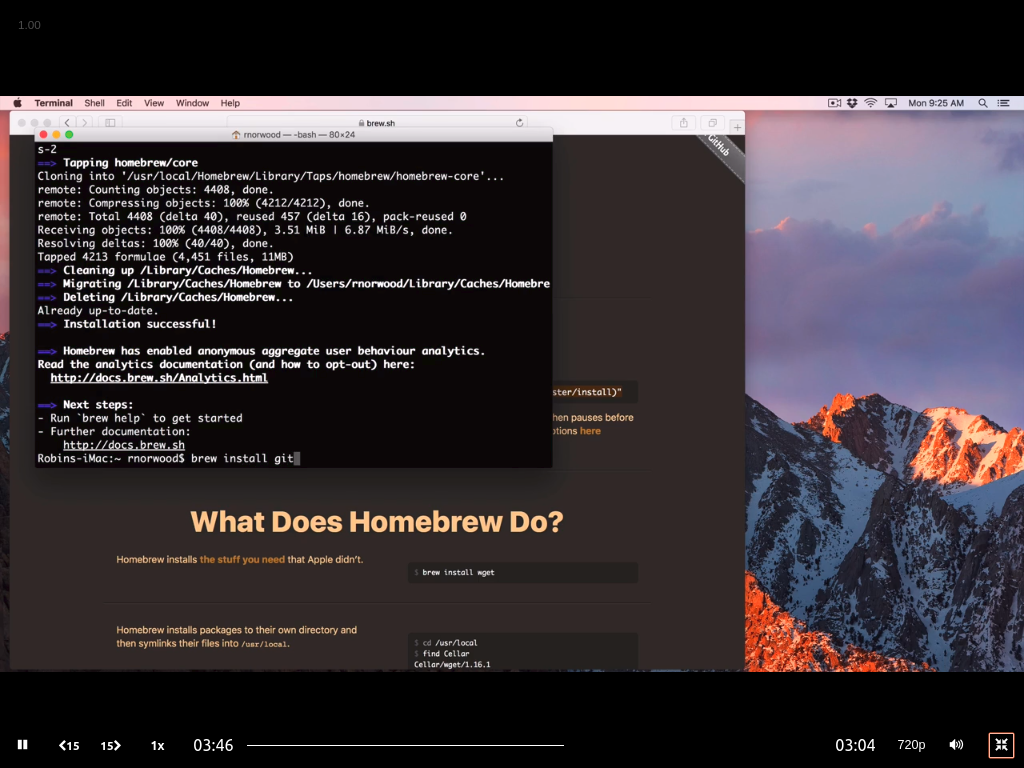 1.00
Terminal Shell Edit View Window Help
Mon 9:25 AM
brew.sh
rnorwood — -bash — 80×24
GitHub
s-2
==> Tapping homebrew/core
Cloning into '/usr/local/Homebrew/Library/Taps/homebrew/homebrew-core'...
remote: Counting objects: 4408, done.
remote: Compressing objects: 100% (4212/4212), done.
remote: Total 4408 (delta 40), reused 457 (delta 16), pack-reused 0
Receiving objects: 100% (4408/4408), 3.51 MiB | 6.87 MiB/s, done.
Resolving deltas: 100% (40/40), done.
Tapped 4213 formulae (4,451 files, 11MB)
==> Cleaning up /Library/Caches/Homebrew...
==> Migrating /Library/Caches/Homebrew to /Users/rnorwood/Library/Caches/Homebre
==> Deleting /Library/Caches/Homebrew...
Already up-to-date.
==> Installation successful!
==> Homebrew has enabled anonymous aggregate user behaviour analytics.
Read the analytics documentation (and how to opt-out) here:
http://docs.brew.sh/Analytics.html
==> Next steps:
- Run `brew help` to get started
- Further documentation:
http://docs.brew.sh
Robins-iMac:~ rnorwood$ brew install git
ster/install)"
hen pauses before
otions here
What Does Homebrew Do?
Homebrew installs the stuff you need that Apple didn't.
$ brew install wget
Homebrew installs packages to their own directory and
then symlinks their files into /usr/local.
$ cd /usr/local
$ find Cellar
Cellar/wget/1.16.1
15 15 1x 03:46 03:04 720p